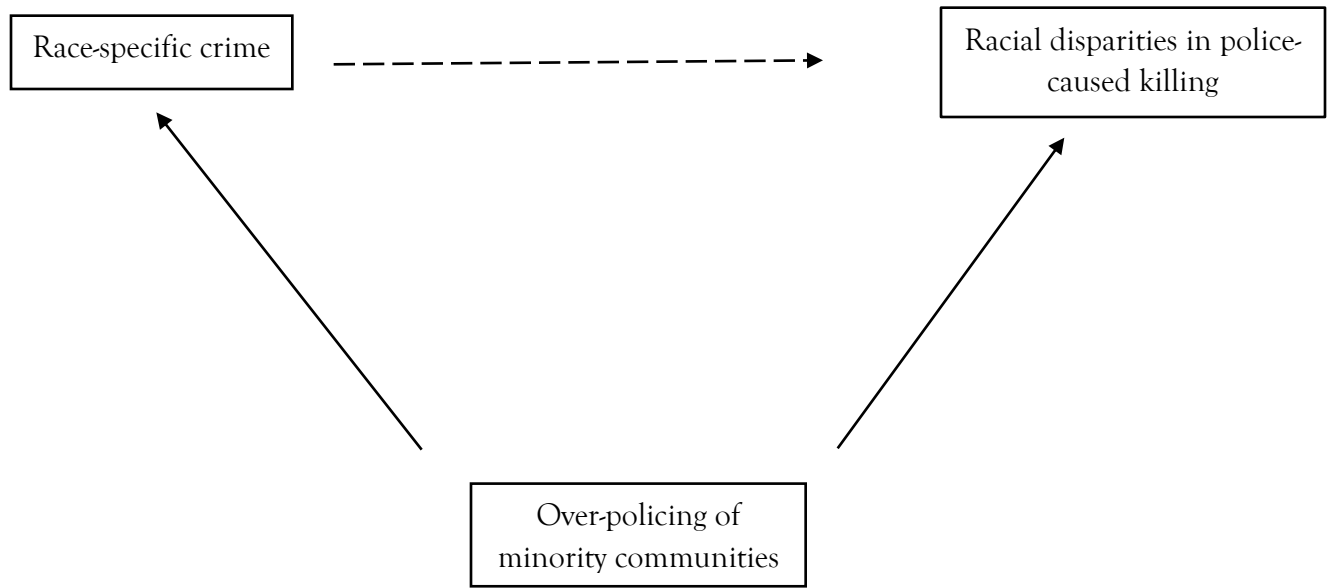 Race-specific crime
Racial disparities in police-
caused killing
Over-policing of
minority communities